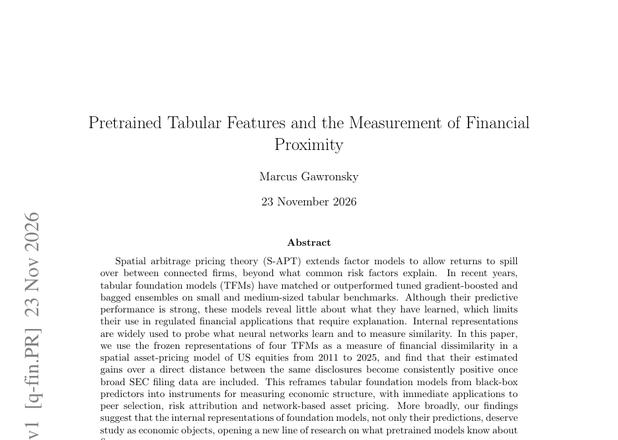 Pretrained Tabular Features and the Measurement of Financial
Proximity
Marcus Gawronsky
23 November 2026
Abstract
Spatial arbitrage pricing theory (S-APT) extends factor models to allow returns to spill
over between connected firms, beyond what common risk factors explain. In recent years,
tabular foundation models (TFMs) have matched or outperformed tuned gradient-boosted and
bagged ensembles on small and medium-sized tabular benchmarks. Although their predictive
performance is strong, these models reveal little about what they have learned, which limits
their use in regulated financial applications that require explanation. Internal representations
are widely used to probe what neural networks learn and to measure similarity. In this paper,
we use the frozen representations of four TFMs as a measure of financial dissimilarity in a
spatial asset-pricing model of US equities from 2011 to 2025, and find that their estimated
gains over a direct distance between the same disclosures become consistently positive once
broad SEC filing data are included. This reframes tabular foundation models from black-box
predictors into instruments for measuring economic structure, with immediate applications to
peer selection, risk attribution and network-based asset pricing. More broadly, our findings
suggest that the internal representations of foundation models, not only their predictions, deserve
study as economic objects, opening a new line of research on what pretrained models know about
v1 [q-fin.PR] 23 Nov 2026